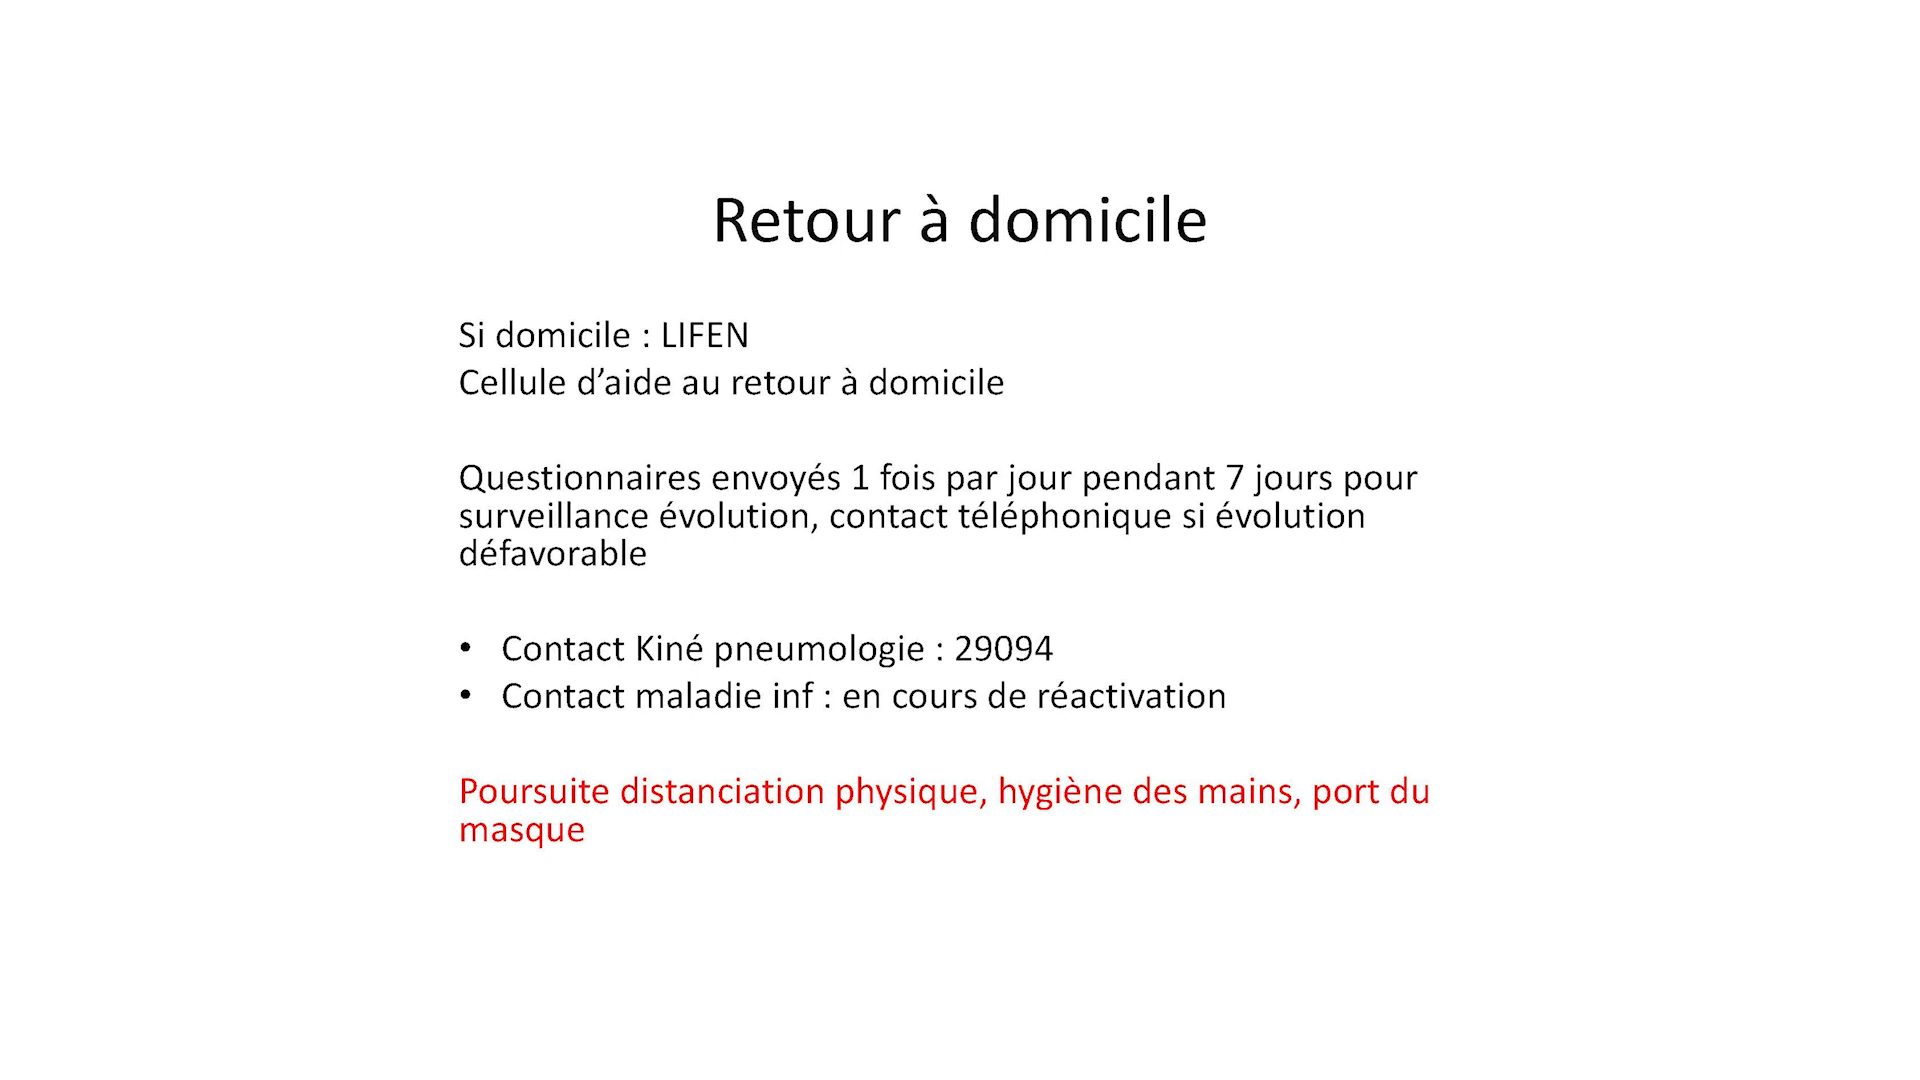 Retour à domicile
Si domicile : LIFEN
Cellule d’aide au retour à domicile
Questionnaires envoyés 1 fois par jour pendant 7 jours pour
surveillance évolution, contact téléphonique si évolution
défavorable
• Contact Kiné pneumologie : 29094
• Contact maladie inf : en cours de réactivation
Poursuite distanciation physique, hygiène des mains, port du
masque